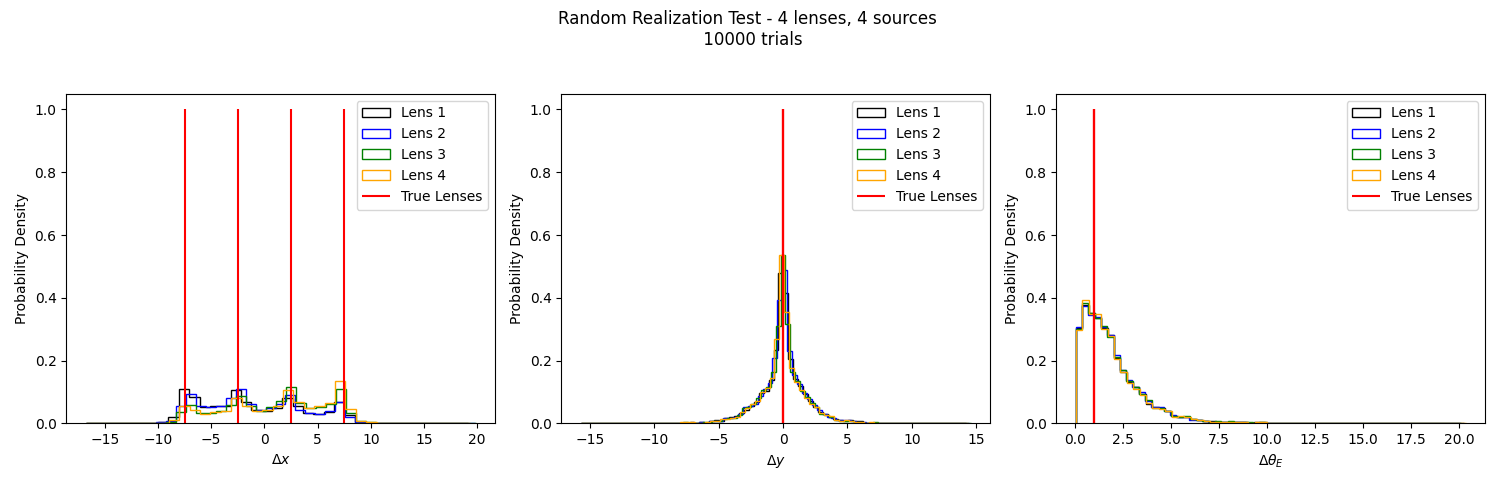 Random Realization Test - 4 lenses, 4 sources
10000 trials
Probability Density
1.0
0.8
0.6
0.4
0.2
0.0
−15
−10
−5
0
5
10
15
20
Δx
Lens 1
Lens 2
Lens 3
Lens 4
True Lenses
Probability Density
1.0
0.8
0.6
0.4
0.2
0.0
−15
−10
−5
0
5
10
15
Δy
Lens 1
Lens 2
Lens 3
Lens 4
True Lenses
Probability Density
1.0
0.8
0.6
0.4
0.2
0.0
0.0
2.5
5.0
7.5
10.0
12.5
15.0
17.5
20.0
Δθ_E
Lens 1
Lens 2
Lens 3
Lens 4
True Lenses